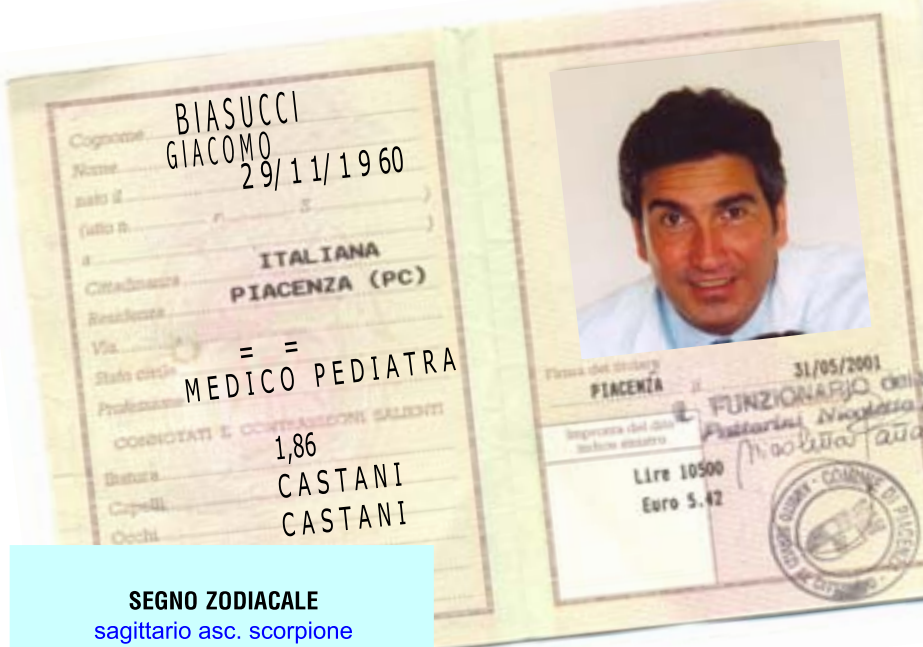 Cognome BIASUCCI
Nome GIACOMO
nato il 29/11/1960
(atto n. P. S )
a )
Cittadinanza ITALIANA
Residenza PIACENZA (PC)
Via
Stato civile = =
Professione MEDICO PEDIATRA
CONNOTATI E CONTRASSEGNI SALIENTI
Statura 1,86
Capelli CASTANI
Occhi CASTANI
SEGNO ZODIACALE
sagittario asc. scorpione
Firma del titolare
PIACENZA il 31/05/2001
IL FUNZIONARIO
Impronta del dito
indice sinistro
Lire 10500
Euro 5.42
COMUNE DI PIACENZA